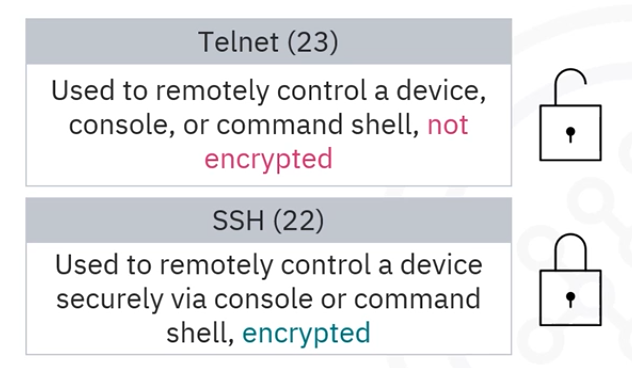 Telnet (23)
Used to remotely control a device,
console, or command shell, not
encrypted
SSH (22)
Used to remotely control a device
securely via console or command
shell, encrypted